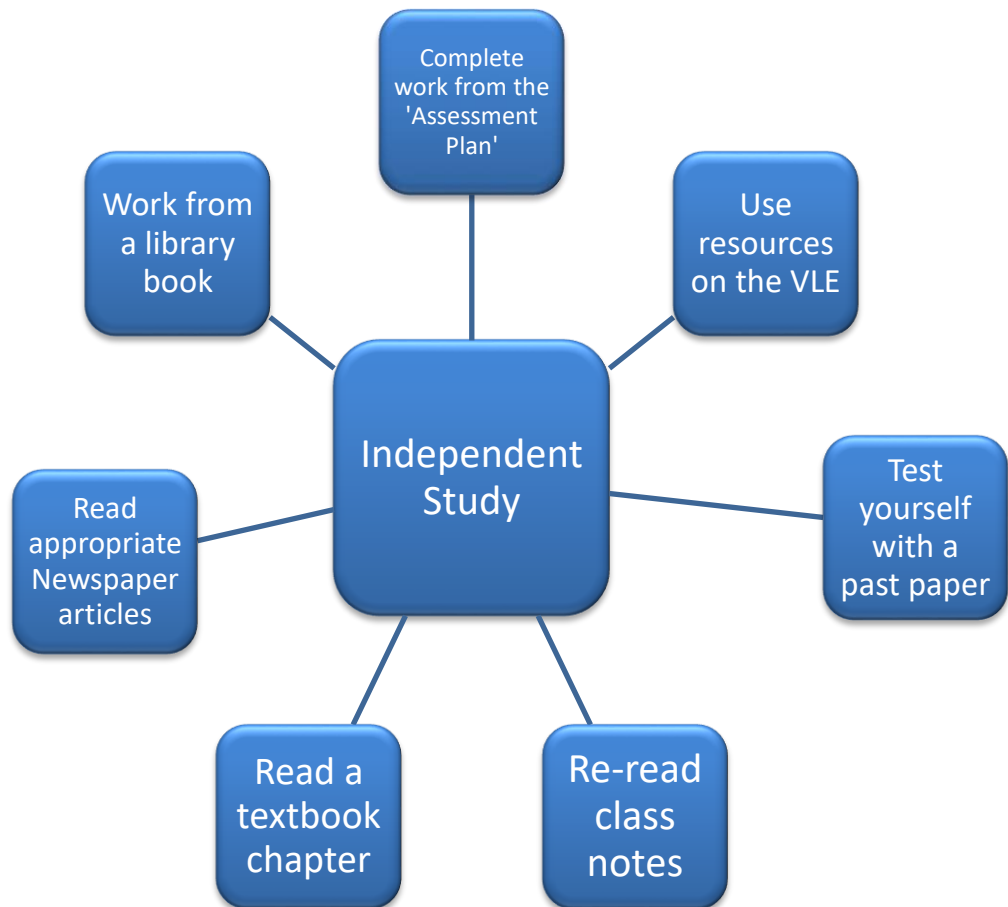 Complete
work from the
'Assessment
Plan'
Work from
a library
book
Use
resources
on the VLE
Independent
Study
Read
appropriate
Newspaper
articles
Test
yourself
with a
past paper
Read a
textbook
chapter
Re-read
class
notes